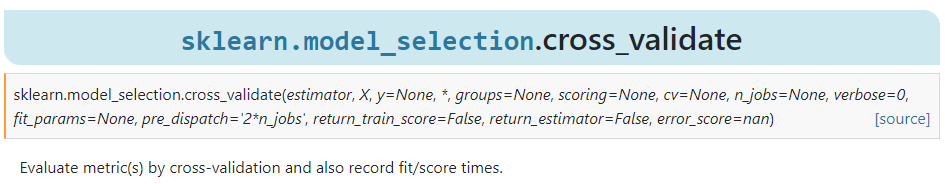 sklearn.model_selection.cross_validate
sklearn.model_selection.cross_validate(estimator, X, y=None, *, groups=None, scoring=None, cv=None, n_jobs=None, verbose=0,
fit_params=None, pre_dispatch='2*n_jobs', return_train_score=False, return_estimator=False, error_score=nan) [source]
Evaluate metric(s) by cross-validation and also record fit/score times.